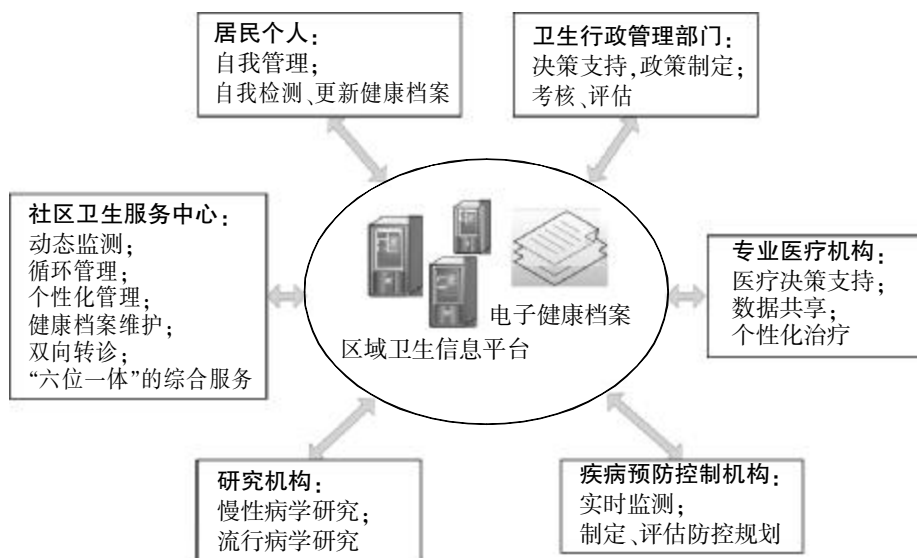 居民个人：
自我管理；
自我检测、更新健康档案
卫生行政管理部门：
决策支持,政策制定；
考核、评估
社区卫生服务中心：
动态监测；
循环管理；
个性化管理；
健康档案维护；
双向转诊；
“六位一体”的综合服务
电子健康档案
区域卫生信息平台
专业医疗机构：
医疗决策支持；
数据共享；
个性化治疗
研究机构：
慢性病学研究；
流行病学研究
疾病预防控制机构：
实时监测；
制定、评估防控规划